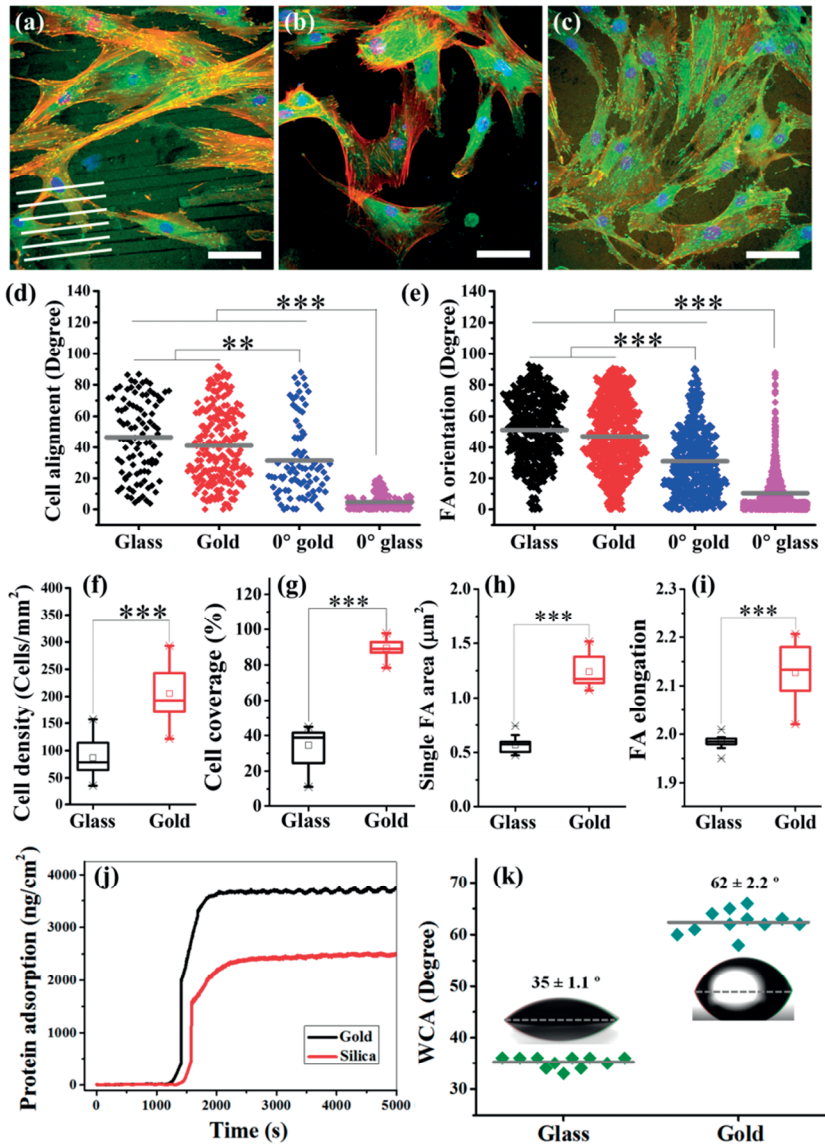 (a)
(b)
(c)
(d)
Cell alignment (Degree)
140
120
100
80
60
40
20
0
***
**
Glass Gold 0° gold 0° glass
(e)
FA orientation (Degree)
140
120
100
80
60
40
20
0
***
***
Glass Gold 0° gold 0° glass
(f)
Cell density (Cells/mm²)
400
350
300
250
200
150
100
50
0
***
Glass Gold
(g)
Cell coverage (%)
120
100
80
60
40
20
0
***
Glass Gold
(h)
Single FA area (μm²)
2.0
1.5
1.0
0.5
0.0
***
Glass Gold
(i)
FA elongation
2.3
2.2
2.1
2.0
1.9
***
Glass Gold
(j)
Protein adsorption (ng/cm²)
4000
3000
2000
1000
0
Gold
Silica
0 1000 2000 3000 4000 5000
Time (s)
(k)
WCA (Degree)
70
60
50
40
30
62 ± 2.2 °
35 ± 1.1 °
Glass Gold